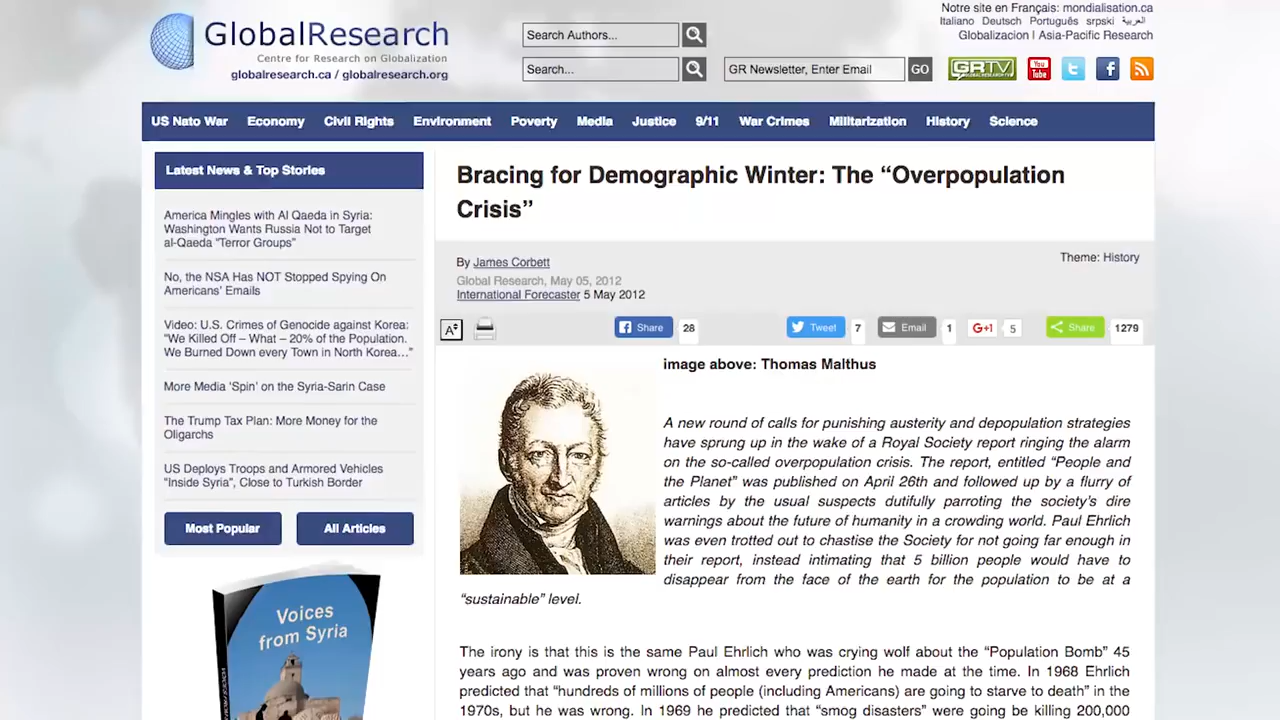 Notre site en Français: mondialisation.ca
Italiano Deutsch Português srpski العربية
Globalizacion | Asia-Pacific Research
GlobalResearch
Centre for Research on Globalization
globalresearch.ca / globalresearch.org
Search Authors...
Search...
GR Newsletter, Enter Email
GO
GRTV
You
Tube
US Nato War Economy Civil Rights Environment Poverty Media Justice 9/11 War Crimes Militarization History Science
Latest News & Top Stories
America Mingles with Al Qaeda in Syria:
Washington Wants Russia Not to Target
al-Qaeda "Terror Groups"
No, the NSA Has NOT Stopped Spying On
Americans' Emails
Video: U.S. Crimes of Genocide against Korea:
"We Killed Off – What – 20% of the Population.
We Burned Down every Town in North Korea..."
More Media 'Spin' on the Syria-Sarin Case
The Trump Tax Plan: More Money for the
Oligarchs
US Deploys Troops and Armored Vehicles
"Inside Syria", Close to Turkish Border
Most Popular
All Articles
Voices
from Syria
Bracing for Demographic Winter: The “Overpopulation
Crisis”
By James Corbett
Theme: History
Global Research, May 05, 2012
International Forecaster 5 May 2012
A
Share 28
Tweet 7
Email 1
G+1 5
Share 1279
image above: Thomas Malthus
A new round of calls for punishing austerity and depopulation strategies
have sprung up in the wake of a Royal Society report ringing the alarm
on the so-called overpopulation crisis. The report, entitled “People and
the Planet” was published on April 26th and followed up by a flurry of
articles by the usual suspects dutifully parroting the society’s dire
warnings about the future of humanity in a crowding world. Paul Ehrlich
was even trotted out to chastise the Society for not going far enough in
their report, instead intimating that 5 billion people would have to
disappear from the face of the earth for the population to be at a
“sustainable” level.
The irony is that this is the same Paul Ehrlich who was crying wolf about the “Population Bomb” 45
years ago and was proven wrong on almost every prediction he made at the time. In 1968 Ehrlich
predicted that “hundreds of millions of people (including Americans) are going to starve to death” in the
1970s, but he was wrong. In 1969 he predicted that “smog disasters” were going be killing 200,000